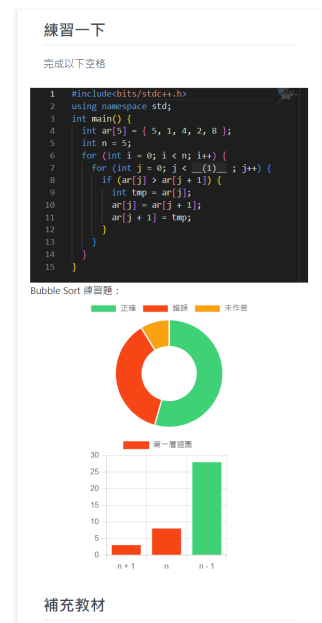 練習一下
完成以下空格
1 #include<bits/stdc++.h>
2 using namespace std;
3 int main() {
4 int ar[5] = { 5, 1, 4, 2, 8 };
5 int n = 5;
6 for (int i = 0; i < n; i++) {
7 for (int j = 0; j < __(1)__ ; j++) {
8 if (ar[j] > ar[j + 1]) {
9 int tmp = ar[j];
10 ar[j] = ar[j + 1];
11 ar[j + 1] = tmp;
12 }
13 }
14 }
15 }
Bubble Sort 練習題：
正確 錯誤 未作答
第一層迴圈
30
25
20
15
10
5
0
n + 1 n n - 1
補充教材